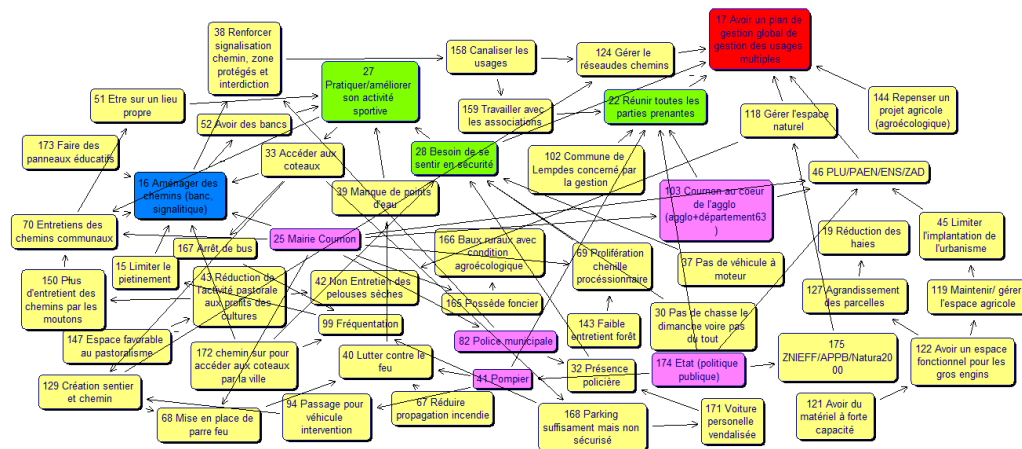 38 Renforcer
signalisation
chemin, zone
protégés et
interdiction
158 Canaliser les
usages
124 Gérer le
réseaudes chemins
17 Avoir un plan de
gestion global de
gestion des usages
multiples
27
Pratiquer/améliorer
son activité
sportive
51 Etre sur un lieu
propre
159 Travailler avec
les associations
22 Réunir toutes les
parties prenantes
118 Gérer l'espace
naturel
144 Repenser un
projet agricole
(agroécologique)
52 Avoir des bancs
173 Faire des
panneaux éducatifs
33 Accéder aux
coteaux
28 Besoin de se
sentir en sécurité
102 Commune de
Lempdes concerné par
la gestion
46 PLU/PAEN/ENS/ZAD
16 Aménager des
chemins (banc,
signalitique)
39 Manque de points
d'eau
103 Cournon au coeur
de l'agglo
(agglo+département63
)
70 Entretiens des
chemins communaux
25 Mairie Cournon
19 Réduction des
haies
45 Limiter
l'implantation de
l'urbanisme
167 Arrêt de bus
166 Baux ruraux avec
condition
agroécologique
69 Prolifération
chenille
processionnaire
37 Pas de véhicule à
moteur
15 Limiter le
pietinement
150 Plus
d'entretient des
chemins par les
moutons
43 Réduction de
l'activité pastorale
aux profits des
cultures
42 Non Entretien des
pelouses sèches
165 Posséde foncier
127 Agrandissement
des parcelles
119 Maintenir/ gérer
l'espace agricole
99 Fréquentation
143 Faible
entretient forêt
30 Pas de chasse le
dimanche voire pas
du tout
147 Espace favorable
au pastoralisme
172 chemin sur pour
accéder aux coteaux
par la ville
40 Lutter contre le
feu
82 Police municipale
32 Présence
policière
174 Etat (politique
publique)
175
ZNIEFF/APPB/Natura20
00
122 Avoir un espace
fonctionnel pour les
gros engins
129 Création sentier
et chemin
41 Pompier
68 Mise en place de
parre feu
94 Passage pour
véhicule
intervention
67 Réduire
propagation incendie
168 Parking
suffisament mais non
sécurisé
171 Voiture
personelle
vendalisée
121 Avoir du
matériel à forte
capacité